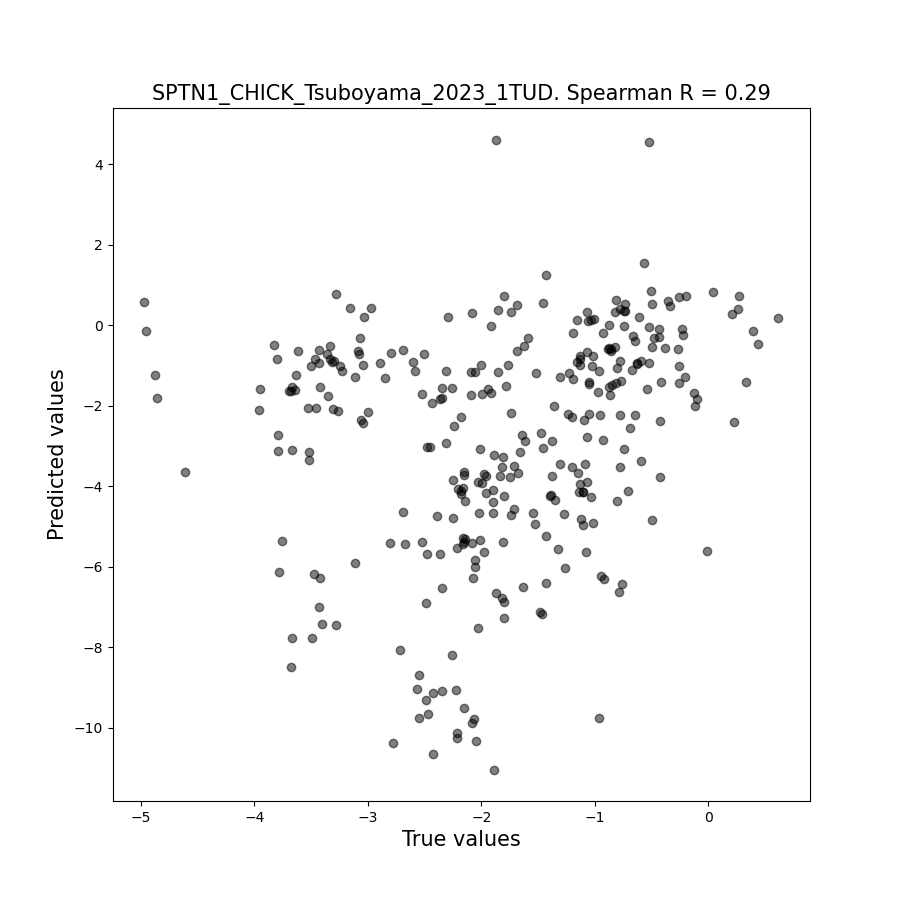 SPTN1_CHICK_Tsuboyama_2023_1TUD. Spearman R = 0.29
4
2
0
−2
−4
−6
−8
−10
Predicted values
−5 −4 −3 −2 −1 0
True values